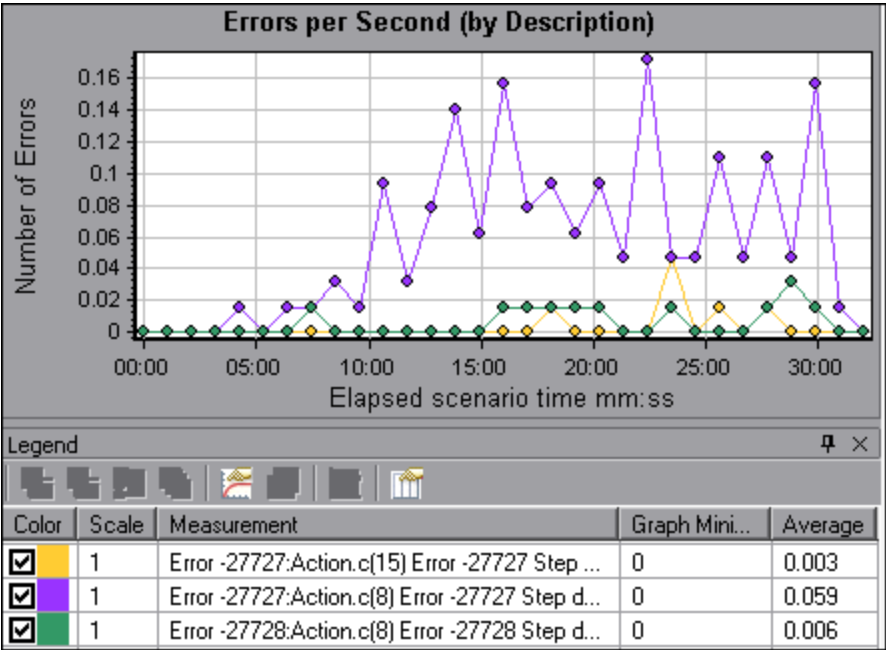 Errors per Second (by Description)
Number of Errors
0.16
0.14
0.12
0.1
0.08
0.06
0.04
0.02
0
00:00 05:00 10:00 15:00 20:00 25:00 30:00
Elapsed scenario time mm:ss
Legend
Color Scale Measurement Graph Mini... Average
1 Error -27727:Action.c(15) Error -27727 Step ... 0 0.003
1 Error -27727:Action.c(8) Error -27727 Step d... 0 0.059
1 Error -27728:Action.c(8) Error -27728 Step d... 0 0.006